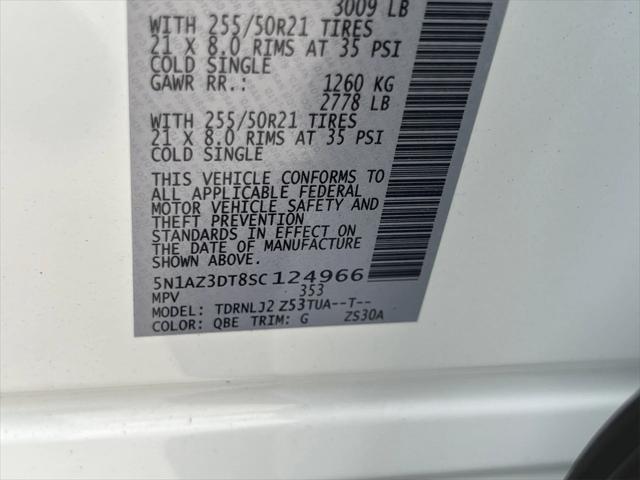 3009 LB
WITH 255/50R21 TIRES
21 X 8.0 RIMS AT 35 PSI
COLD SINGLE
GAWR RR.: 1260 KG
2778 LB
WITH 255/50R21 TIRES
21 X 8.0 RIMS AT 35 PSI
COLD SINGLE
THIS VEHICLE CONFORMS TO
ALL APPLICABLE FEDERAL
MOTOR VEHICLE SAFETY AND
THEFT PREVENTION
STANDARDS IN EFFECT ON
THE DATE OF MANUFACTURE
5N1AZ3DT8SC124966
MPV 353
MODEL: TDRNLJ2 Z53TUA--T--
COLOR: QBE TRIM: G ZS30A